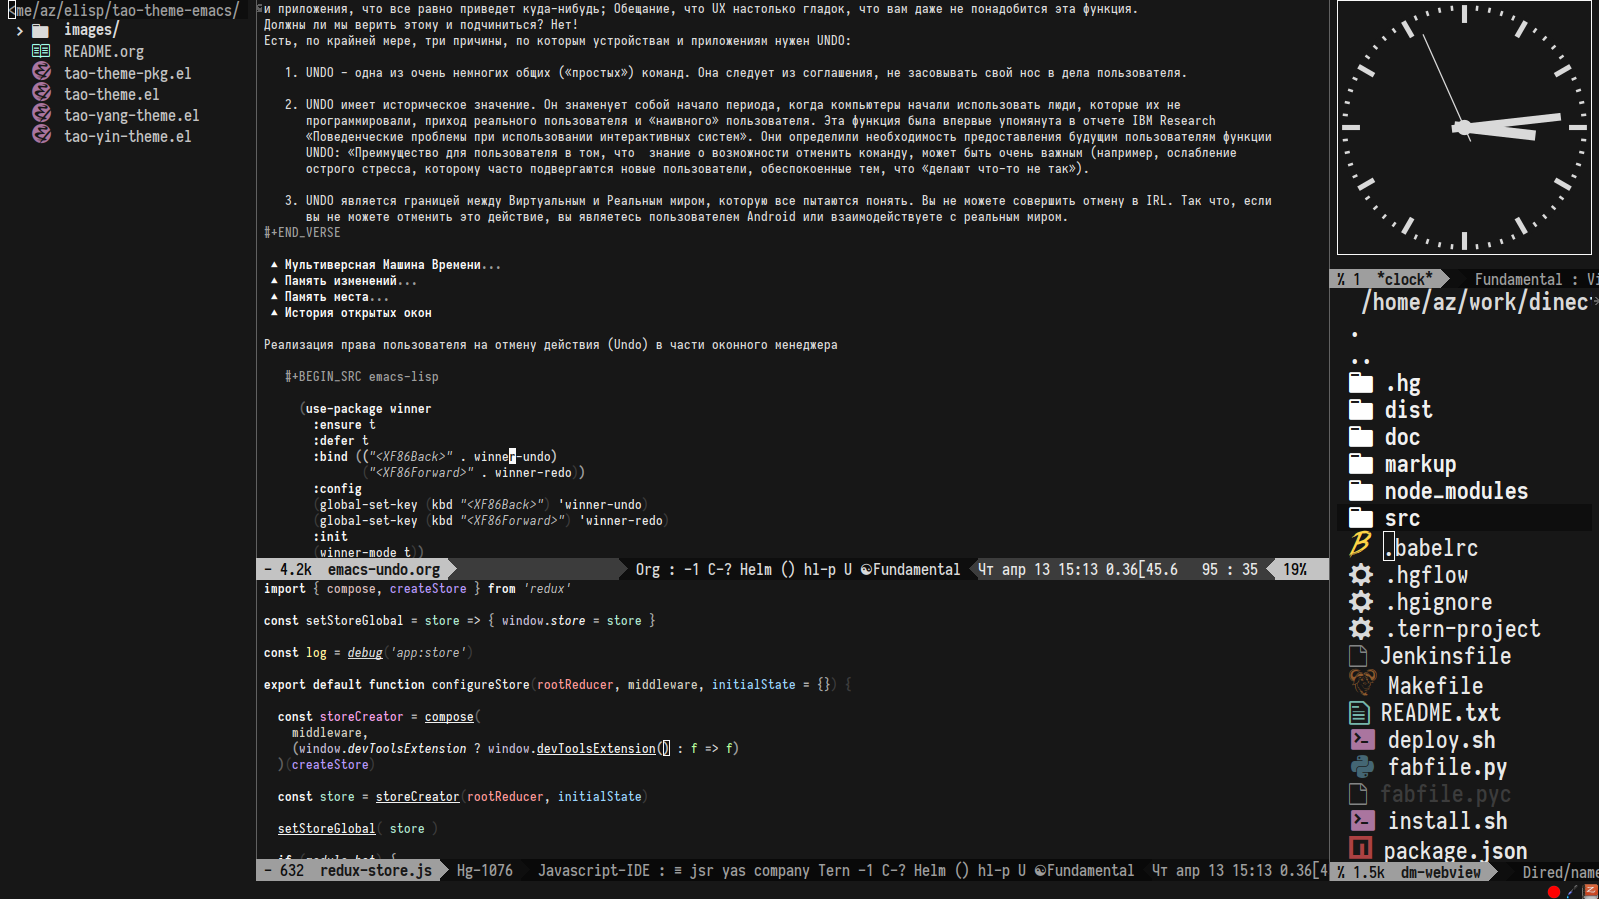 me/az/elisp/tao-theme-emacs/
images/
README.org
tao-theme-pkg.el
tao-theme.el
tao-yang-theme.el
tao-yin-theme.el
и приложения, что все равно приведет куда-нибудь; Обещание, что UX настолько гладок, что вам даже не понадобится эта функция.
Должны ли мы верить этому и подчиниться? Нет!
Есть, по крайней мере, три причины, по которым устройствам и приложениям нужен UNDO:
1. UNDO – одна из очень немногих общих («простых») команд. Она следует из соглашения, не засовывать свой нос в дела пользователя.
2. UNDO имеет историческое значение. Он знаменует собой начало периода, когда компьютеры начали использовать люди, которые их не
программировали, приход реального пользователя и «наивного» пользователя. Эта функция была впервые упомянута в отчете IBM Research
«Поведенческие проблемы при использовании интерактивных систем». Они определили необходимость предоставления будущим пользователям функции
UNDO: «Преимущество для пользователя в том, что  знание о возможности отменить команду, может быть очень важным (например, ослабление
острого стресса, которому часто подвергаются новые пользователи, обеспокоенные тем, что «делают что-то не так»).
3. UNDO является границей между Виртуальным и Реальным миром, которую все пытаются понять. Вы не можете совершить отмену в IRL. Так что, если
вы не можете отменить это действие, вы являетесь пользователем Android или взаимодействуете с реальным миром.
#+END_VERSE
▲ Мультиверсная Машина Времени...
▲ Память изменений...
▲ Память места...
▲ История открытых окон
Реализация права пользователя на отмену действия (Undo) в части оконного менеджера
#+BEGIN_SRC emacs-lisp
(use-package winner
:ensure t
:defer t
:bind (("<XF86Back>" . winner-undo)
("<XF86Forward>" . winner-redo))
:config
(global-set-key (kbd "<XF86Back>") 'winner-undo)
(global-set-key (kbd "<XF86Forward>") 'winner-redo)
:init
(winner-mode t))
- 4.2k  emacs-undo.org  Org : -1 C-? Helm () hl-p U ☯Fundamental  Чт апр 13 15:13 0.36[45.6  95 : 35  19%
import { compose, createStore } from 'redux'
const setStoreGlobal = store => { window.store = store }
const log = debug('app:store')
export default function configureStore(rootReducer, middleware, initialState = {}) {
const storeCreator = compose(
middleware,
(window.devToolsExtension ? window.devToolsExtension() : f => f)
)(createStore)
const store = storeCreator(rootReducer, initialState)
setStoreGlobal( store )
if (module.hot) {
- 632  redux-store.js  Hg-1076  Javascript-IDE : ≡ jsr yas company Tern -1 C-? Helm () hl-p U ☯Fundamental  Чт апр 13 15:13 0.36[4
% 1  *clock*  Fundamental : Vi
/home/az/work/dinec
.
..
.hg
dist
doc
markup
node_modules
src
.babelrc
.hgflow
.hgignore
.tern-project
Jenkinsfile
Makefile
README.txt
deploy.sh
fabfile.py
fabfile.pyc
install.sh
package.json
% 1.5k  dm-webview  Dired/name